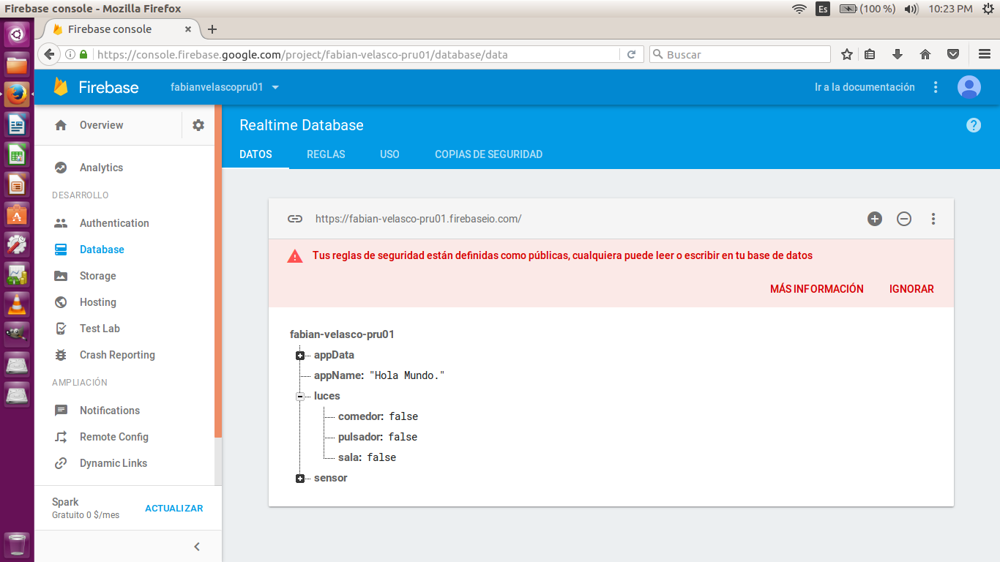 Firebase console - Mozilla Firefox
Es
(100 %)
10:23 PM
Firebase console
https://console.firebase.google.com/project/fabian-velasco-pru01/database/data
Buscar
Firebase
fabianvelascopru01
Ir a la documentación
Overview
Analytics
DESARROLLO
Authentication
Database
Storage
Hosting
Test Lab
Crash Reporting
AMPLIACIÓN
Notifications
Remote Config
Dynamic Links
Spark
Gratuito 0 $/mes
ACTUALIZAR
Realtime Database
DATOS
REGLAS
USO
COPIAS DE SEGURIDAD
https://fabian-velasco-pru01.firebaseio.com/
Tus reglas de seguridad están definidas como públicas, cualquiera puede leer o escribir en tu base de datos
MÁS INFORMACIÓN
IGNORAR
fabian-velasco-pru01
appData
appName: "Hola Mundo."
luces
comedor: false
pulsador: false
sala: false
sensor